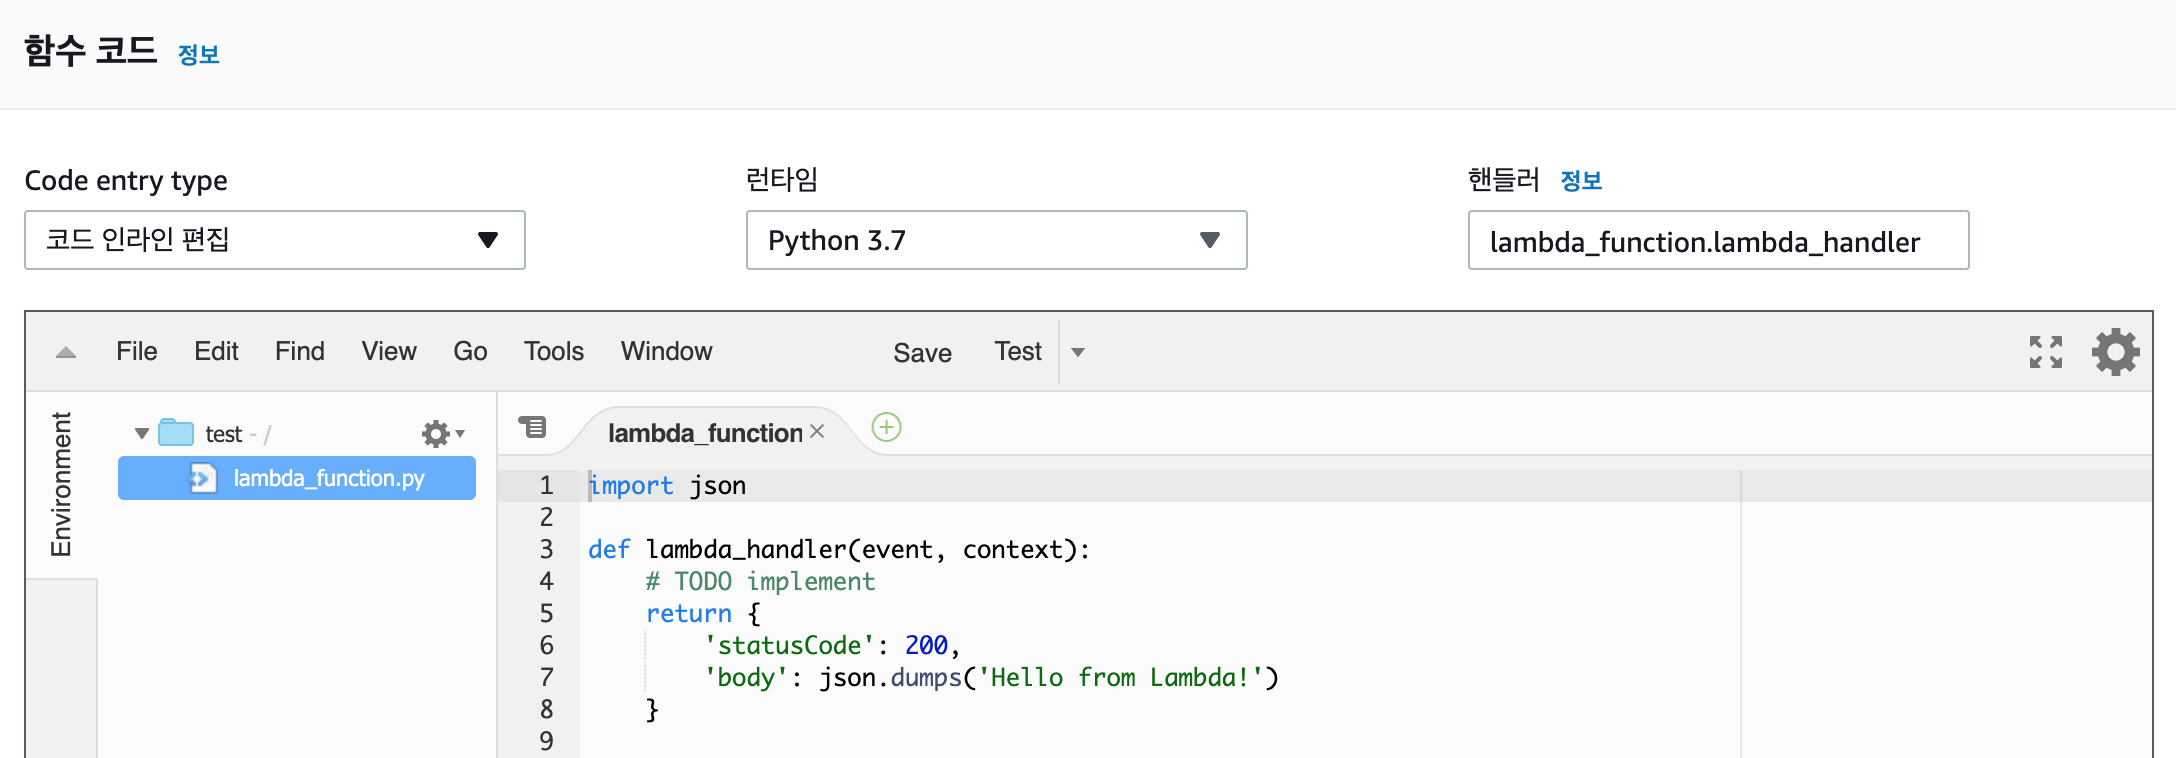 함수 코드 정보
Code entry type
런타임
핸들러 정보
코드 인라인 편집
Python 3.7
lambda_function.lambda_handler
File Edit Find View Go Tools Window Save Test
Environment
test - /
lambda_function.py
lambda_function
1 import json
2
3 def lambda_handler(event, context):
4     # TODO implement
5     return {
6         'statusCode': 200,
7         'body': json.dumps('Hello from Lambda!')
8     }
9